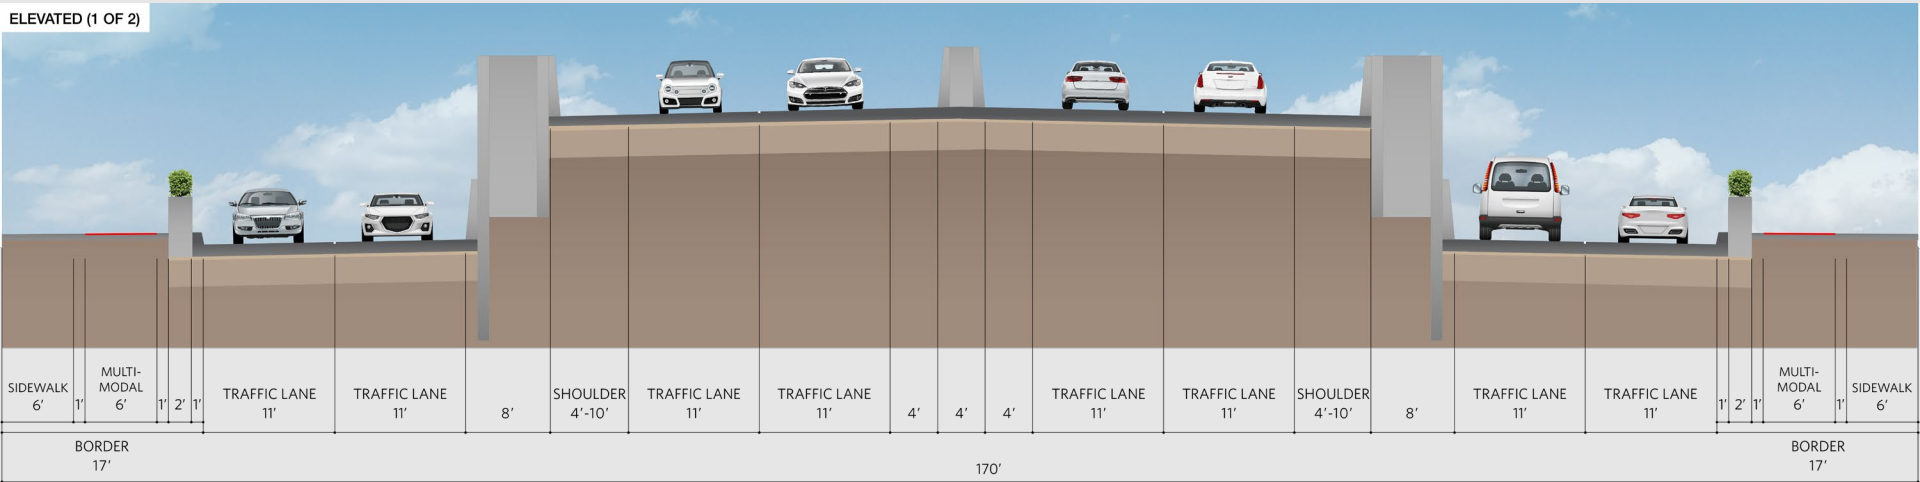 ELEVATED (1 OF 2)
SIDEWALK
6'
1'
MULTI-
MODAL
6'
1'
2'
1'
TRAFFIC LANE
11'
TRAFFIC LANE
11'
8'
SHOULDER
4'-10'
TRAFFIC LANE
11'
TRAFFIC LANE
11'
4'
4'
4'
TRAFFIC LANE
11'
TRAFFIC LANE
11'
SHOULDER
4'-10'
8'
TRAFFIC LANE
11'
TRAFFIC LANE
11'
1'
2'
1'
MULTI-
MODAL
6'
1'
SIDEWALK
6'
BORDER
17'
170'
BORDER
17'